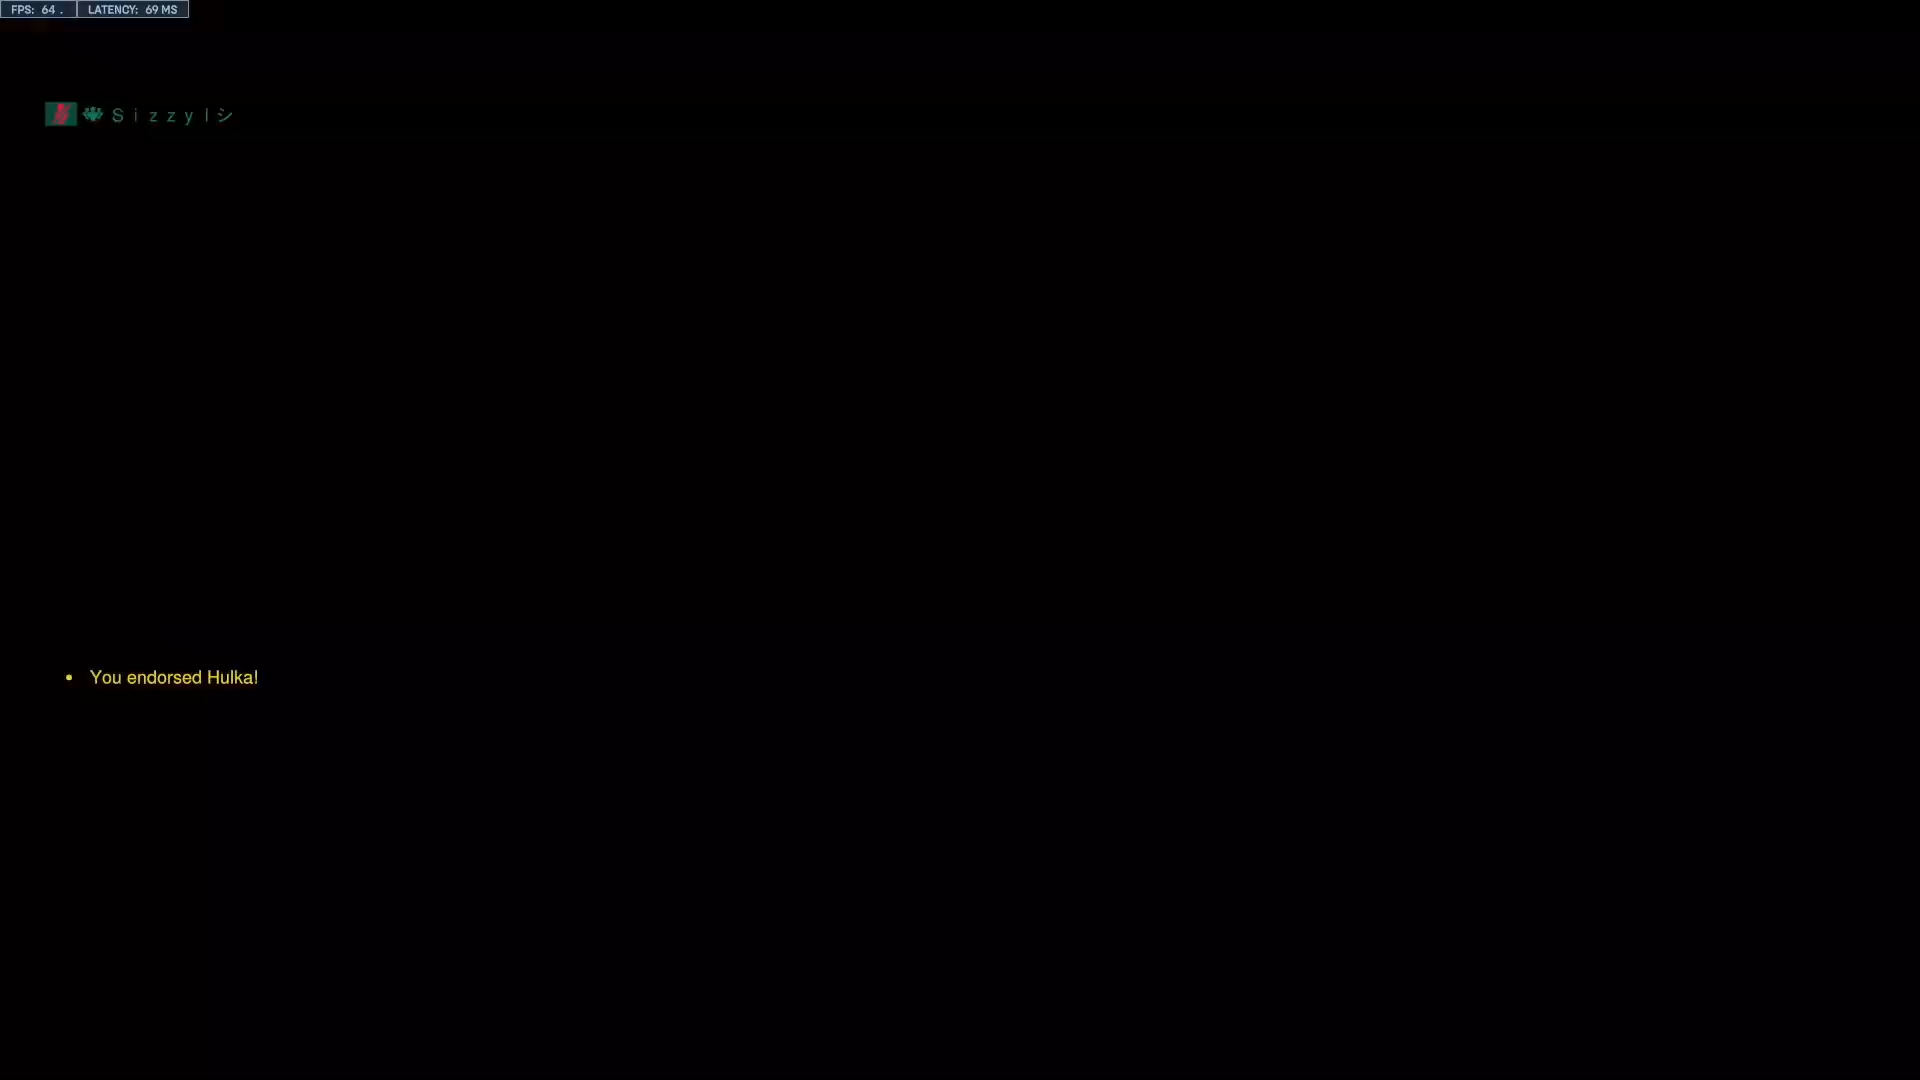 FPS: 64 . LATENCY: 69 MS
S i z z y l シ
• You endorsed Hulka!